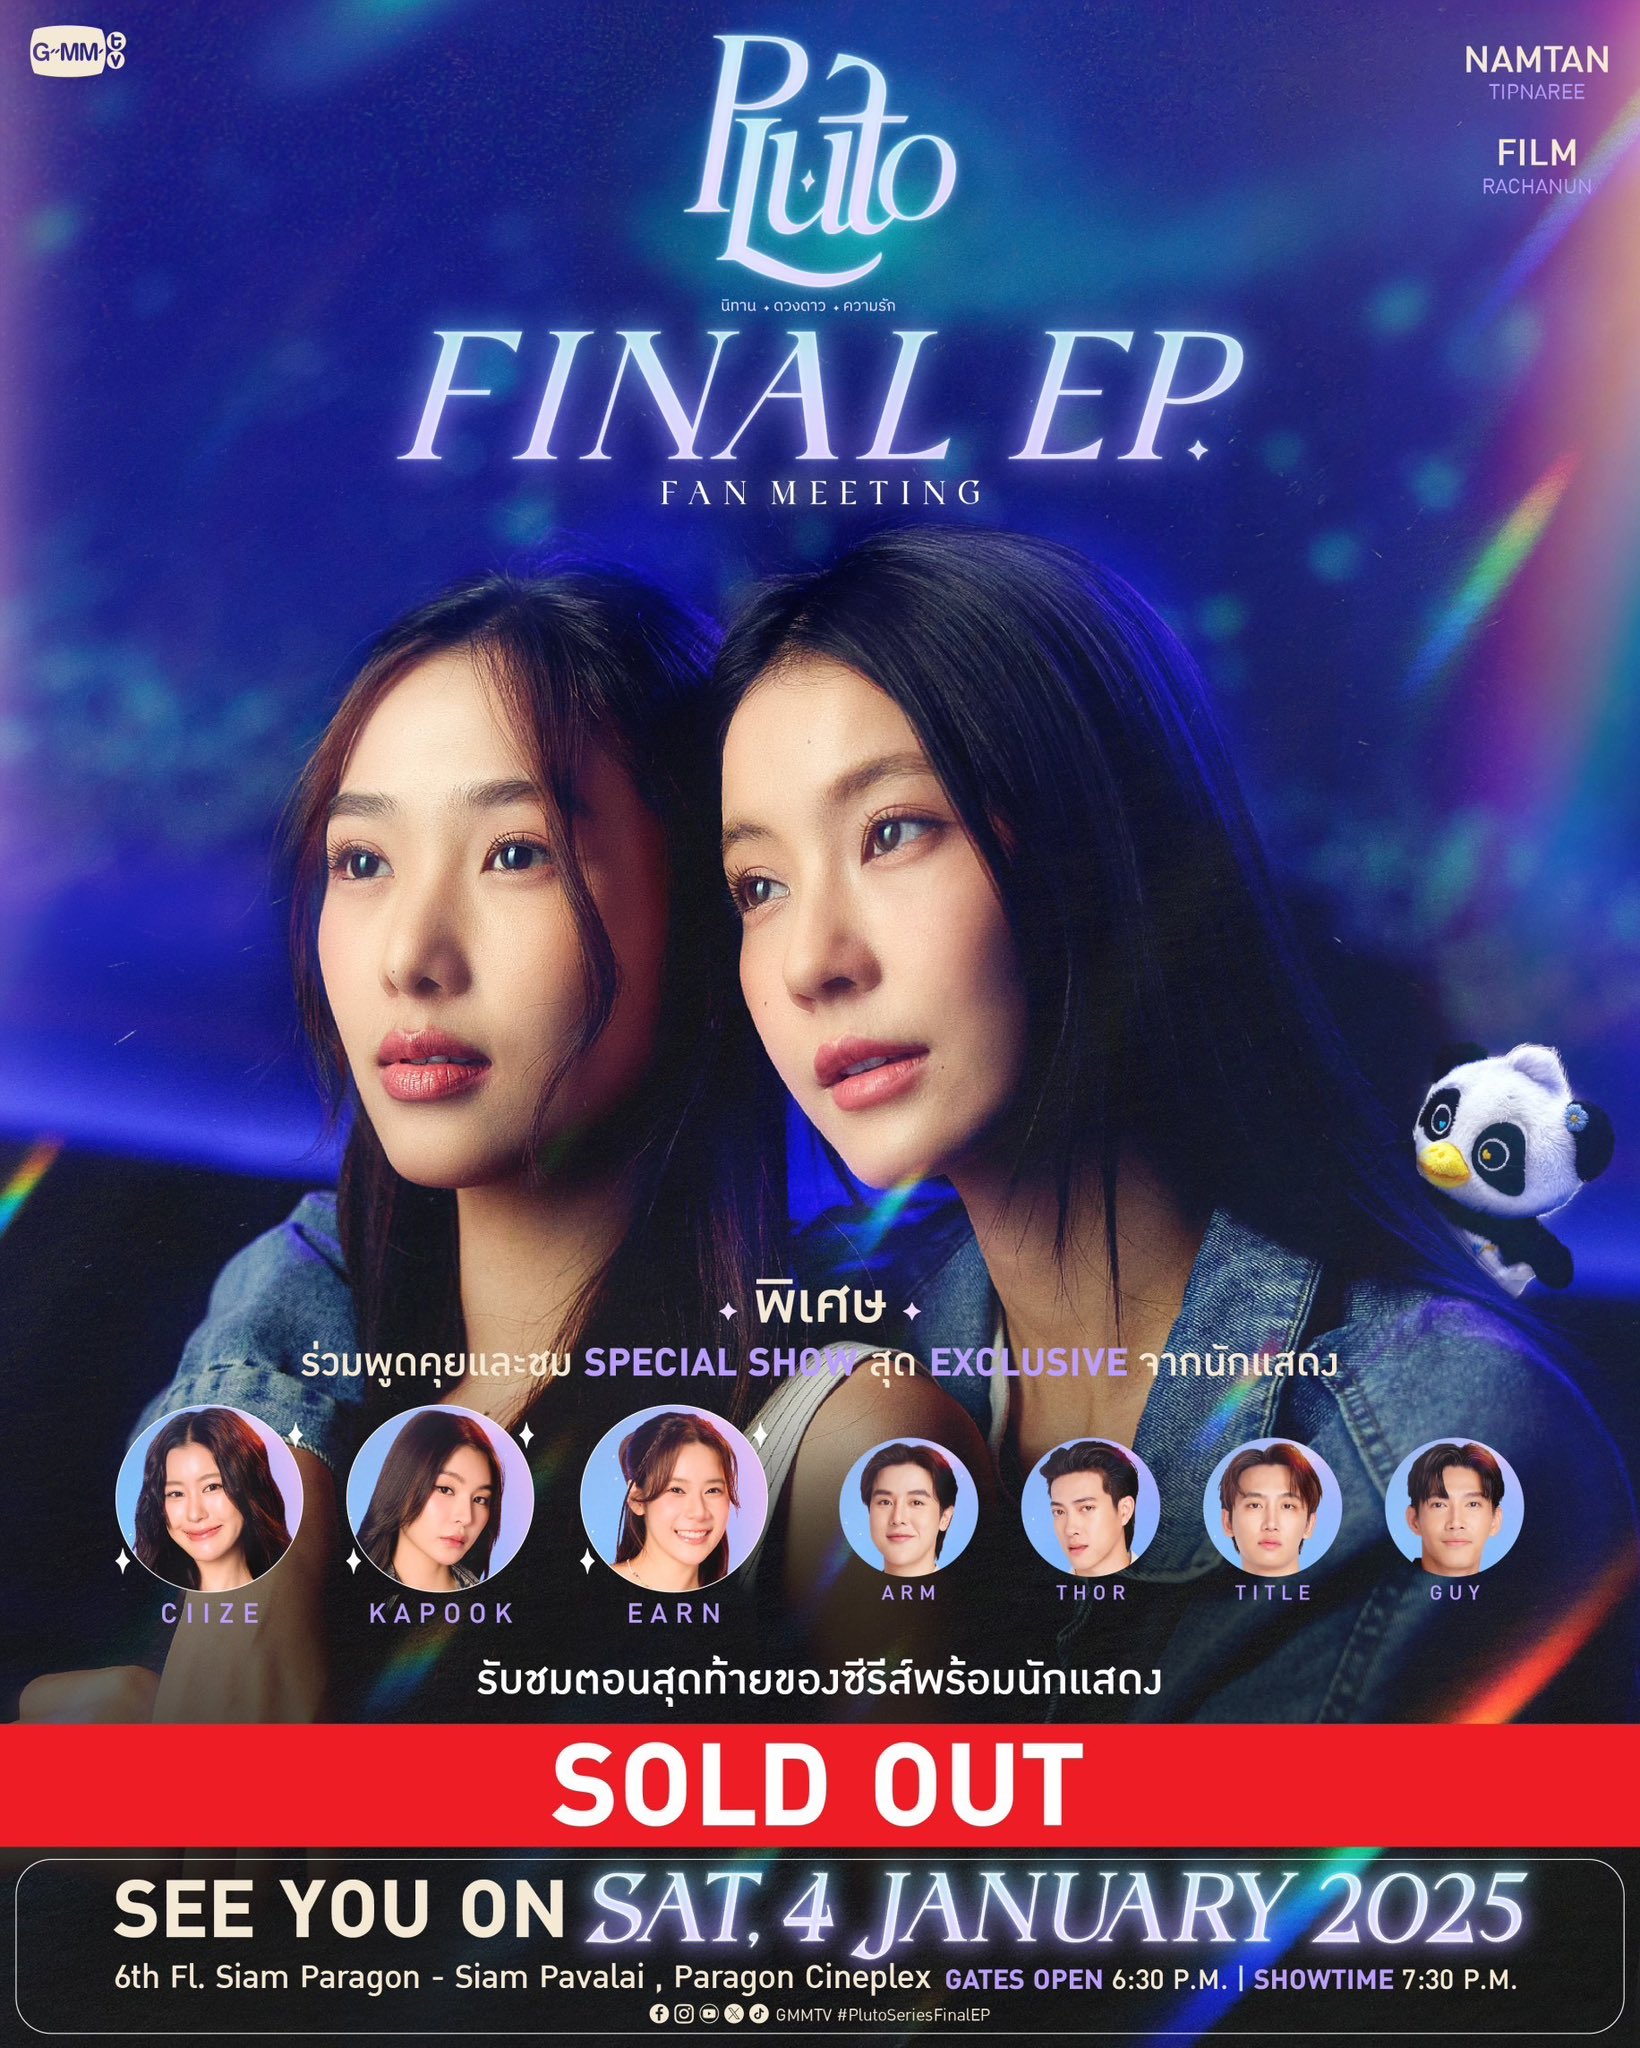 GMMTV
NAMTAN
TIPNAREE
FILM
RACHANUN
Pluto
นิทาน ✦ ดวงดาว ✦ ความรัก
FINAL EP.
FAN MEETING
พิเศษ
ร่วมพูดคุยและชม SPECIAL SHOW สุด EXCLUSIVE จากนักแสดง
CIIZE KAPOOK EARN ARM THOR TITLE GUY
รับชมตอนสุดท้ายของซีรีส์พร้อมนักแสดง
SOLD OUT
SEE YOU ON SAT, 4 JANUARY 2025
6th Fl. Siam Paragon - Siam Pavalai , Paragon Cineplex GATES OPEN 6:30 P.M. | SHOWTIME 7:30 P.M.
GMMTV #PlutoSeriesFinalEP